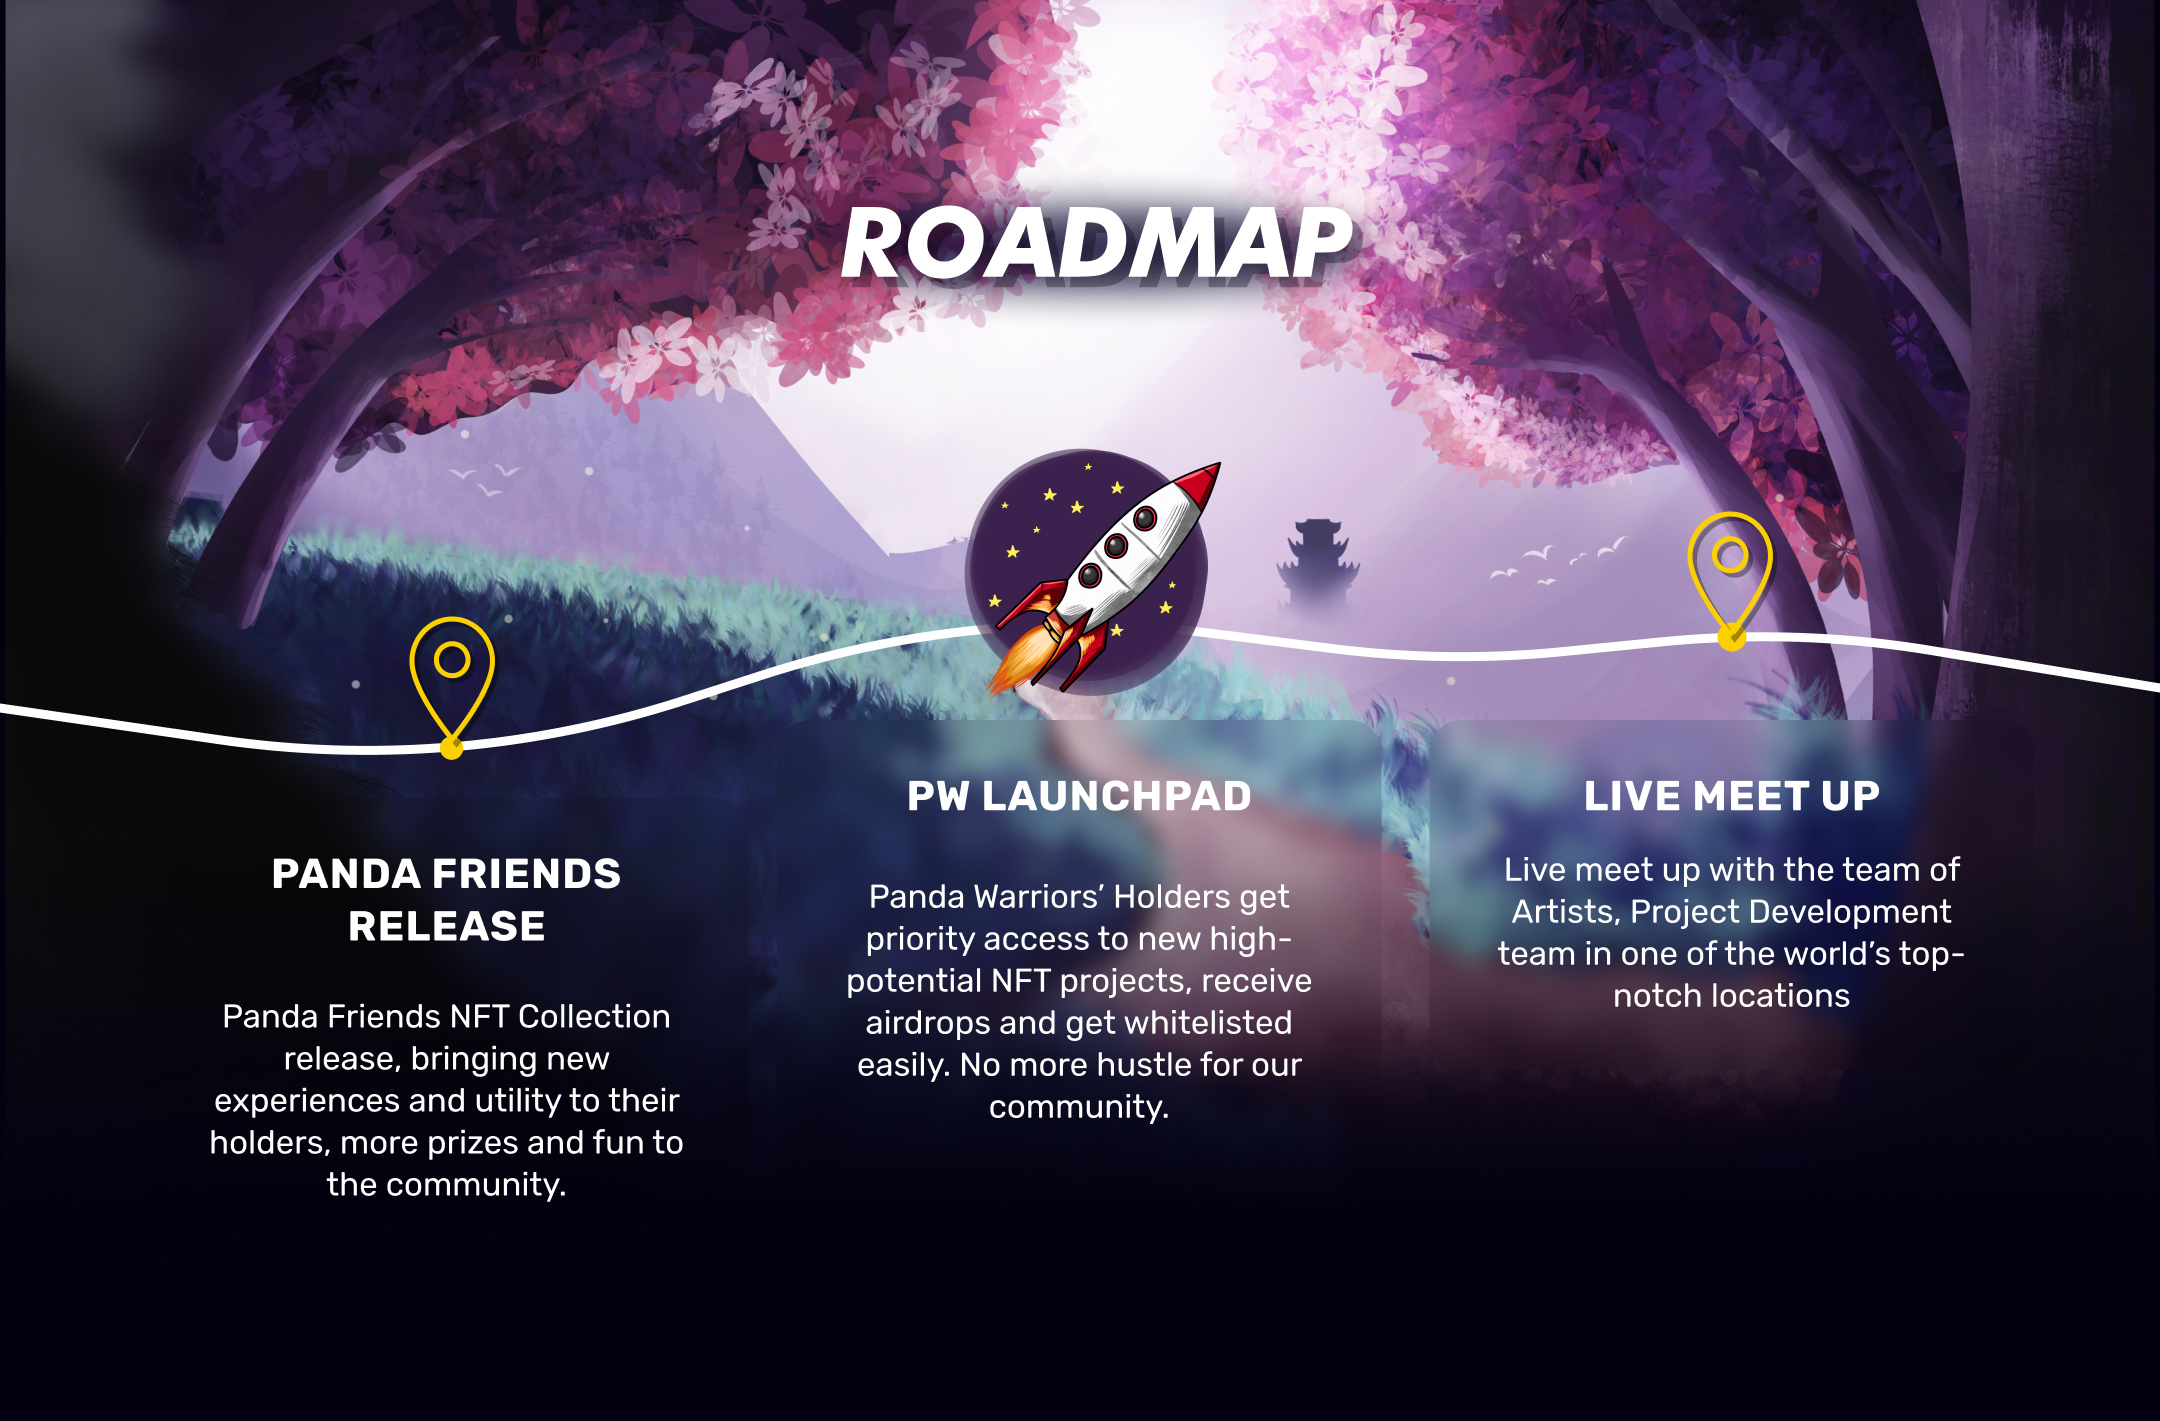 ROADMAP
PANDA FRIENDS
RELEASE
Panda Friends NFT Collection
release, bringing new
experiences and utility to their
holders, more prizes and fun to
the community.
PW LAUNCHPAD
Panda Warriors’ Holders get
priority access to new high-
potential NFT projects, receive
airdrops and get whitelisted
easily. No more hustle for our
community.
LIVE MEET UP
Live meet up with the team of
Artists, Project Development
team in one of the world’s top-
notch locations